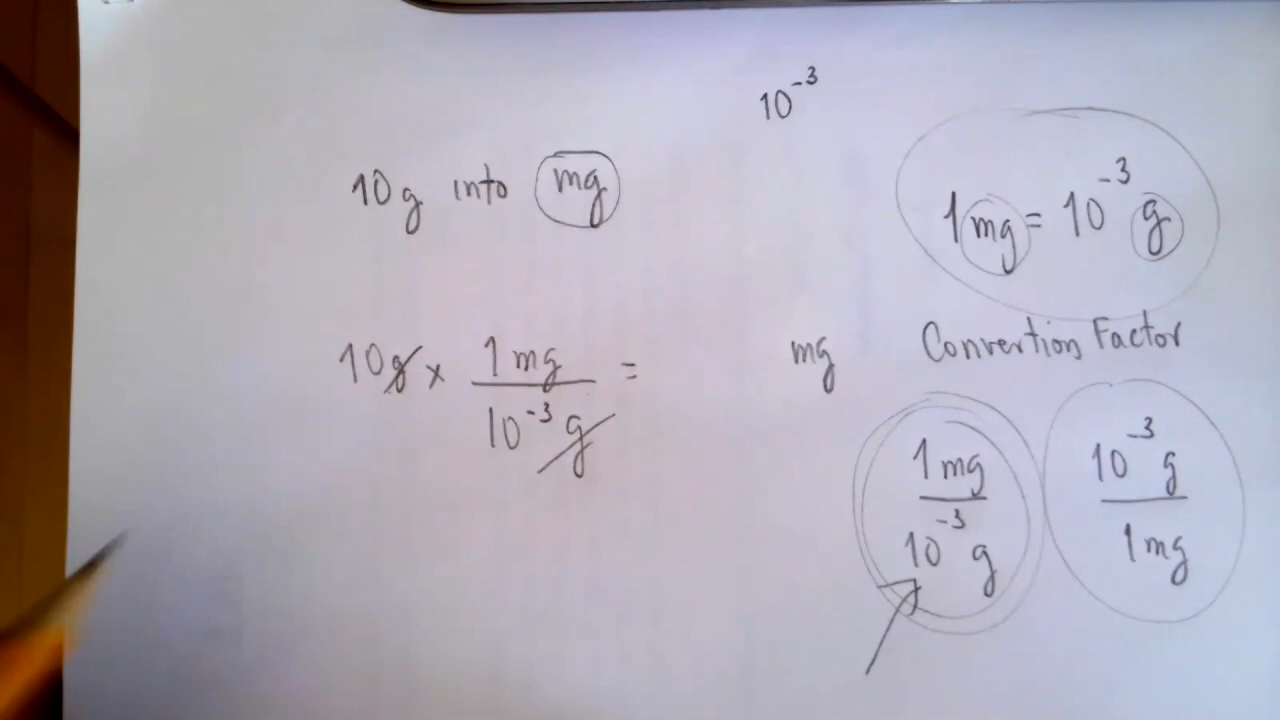 10⁻³
10g into mg
1mg = 10⁻³ g
10g x 1mg / 10⁻³ g = mg
Convertion Factor
1mg / 10⁻³ g
10⁻³ g / 1mg